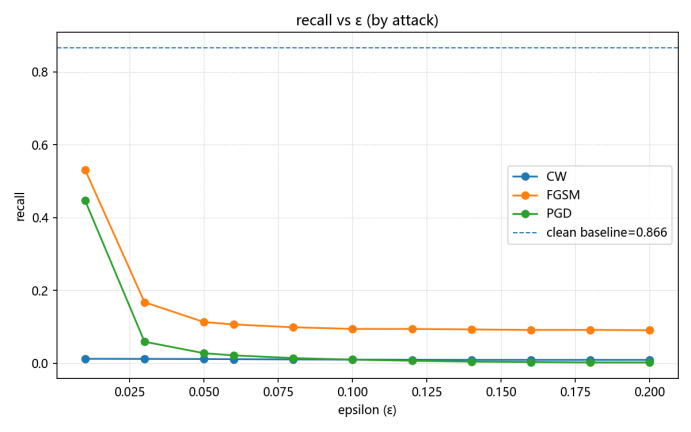 recall vs ε (by attack)
0.8
0.6
0.4
0.2
0.0
recall
CW
FGSM
PGD
clean baseline=0.866
0.025 0.050 0.075 0.100 0.125 0.150 0.175 0.200
epsilon (ε)